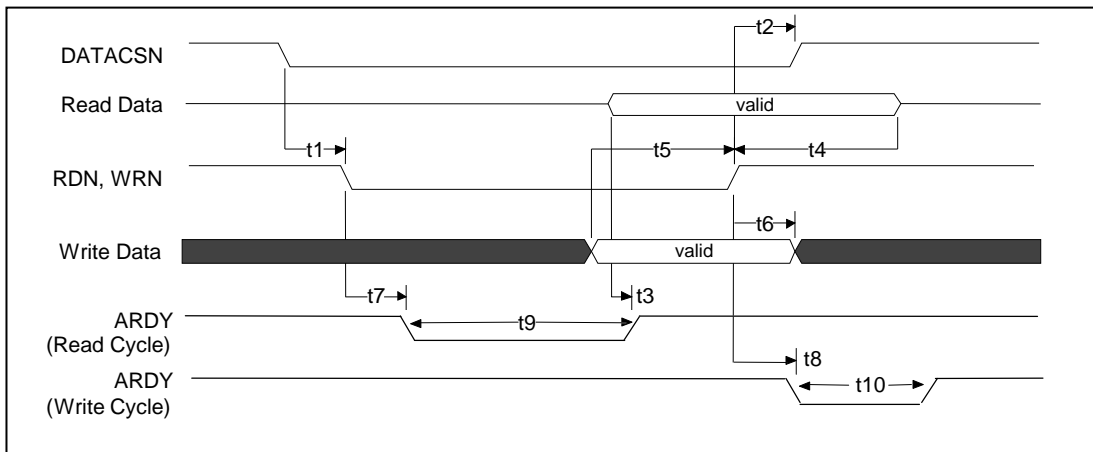 t2
DATACSN
Read Data
valid
t1
t5
t4
RDN, WRN
t6
Write Data
valid
t7
t3
ARDY
t9
(Read Cycle)
t8
ARDY
t10
(Write Cycle)